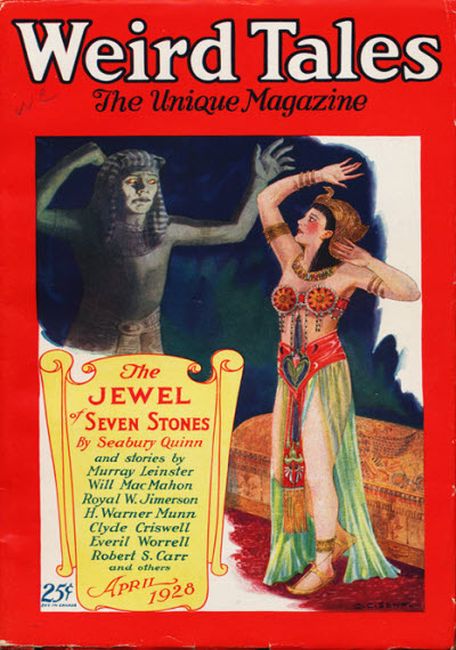 Weird Tales
The Unique Magazine
The
JEWEL
of SEVEN STONES
By Seabury Quinn
and stories by
Murray Leinster
Will MacMahon
Royal W. Jimerson
H. Warner Munn
Clyde Criswell
Everil Worrell
Robert S. Carr
and others
APRIL
1928
25¢